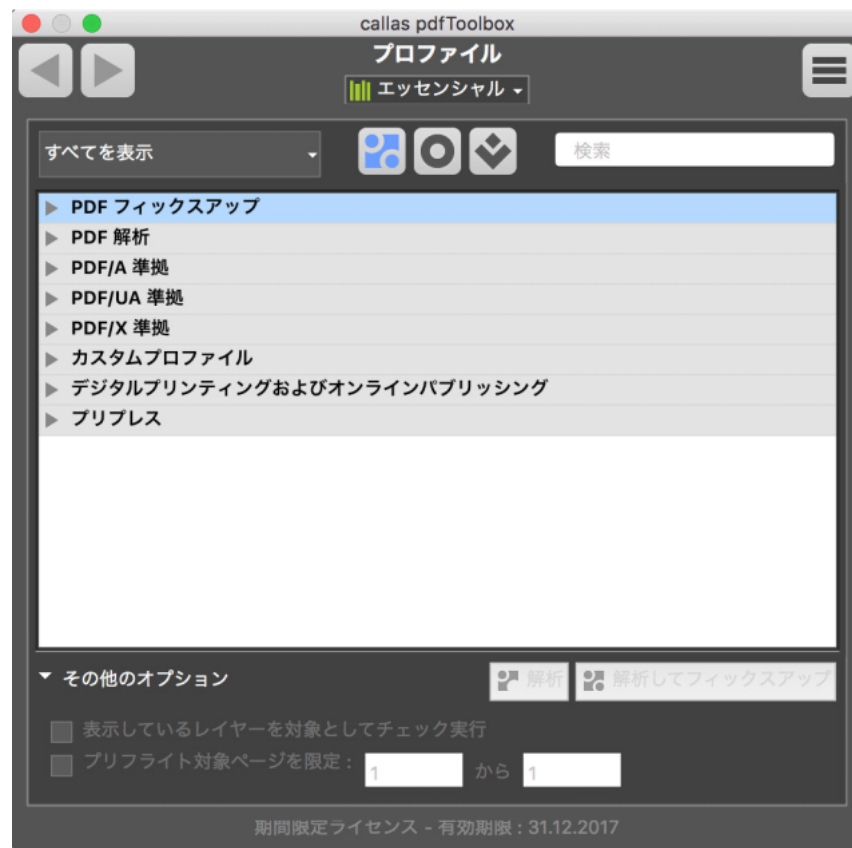 callas pdfToolbox
プロファイル
エッセンシャル
すべてを表示
検索
PDF フィックスアップ
PDF 解析
PDF/A 準拠
PDF/UA 準拠
PDF/X 準拠
カスタムプロファイル
デジタルプリンティングおよびオンラインパブリッシング
プリプレス
その他のオプション 解析 解析してフィックスアップ
表示しているレイヤーを対象としてチェック実行
プリフライト対象ページを限定 : 1 から 1
期間限定ライセンス - 有効期限 : 31.12.2017